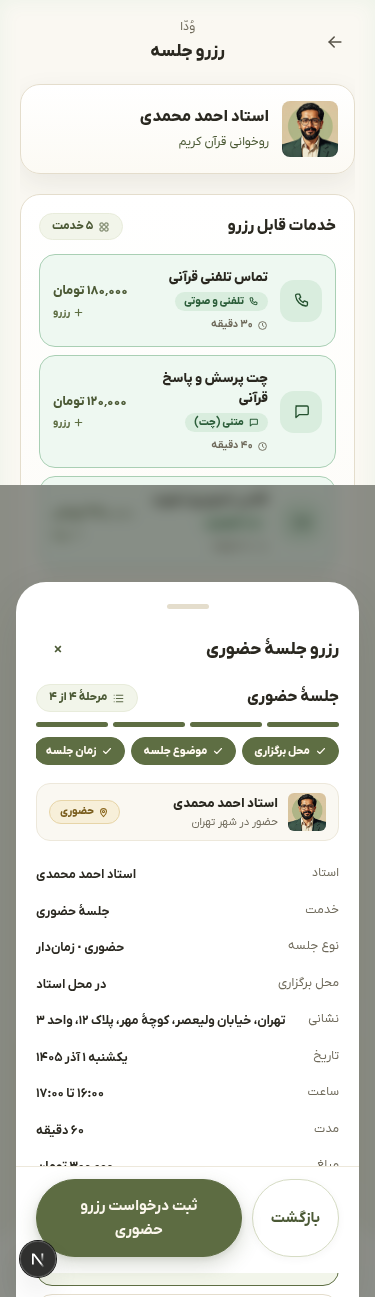 وُدّا
رزرو جلسه
استاد احمد محمدی
روخوانی قرآن کریم
خدمات قابل رزرو
۵ خدمت
تماس تلفنی قرآنی
تلفنی و صوتی
۳۰ دقیقه
۱۸۰,۰۰۰ تومان
+ رزرو
چت پرسش و پاسخ
قرآنی
متنی (چت)
۴۰ دقیقه
۱۲۰,۰۰۰ تومان
+ رزرو
رزرو جلسهٔ حضوری
×
جلسهٔ حضوری
مرحلهٔ ۴ از ۴
محل برگزاری
موضوع جلسه
زمان جلسه
استاد احمد محمدی
حضور در شهر تهران
حضوری
استاد
استاد احمد محمدی
خدمت
جلسهٔ حضوری
نوع جلسه
حضوری · زمان‌دار
محل برگزاری
در محل استاد
نشانی
تهران، خیابان ولیعصر، کوچهٔ مهر، پلاک ۱۲، واحد ۳
تاریخ
یکشنبه ۱ آذر ۱۴۰۵
ساعت
۱۶:۰۰ تا ۱۷:۰۰
مدت
۶۰ دقیقه
مبلغ
بازگشت
ثبت درخواست رزرو
حضوری
N